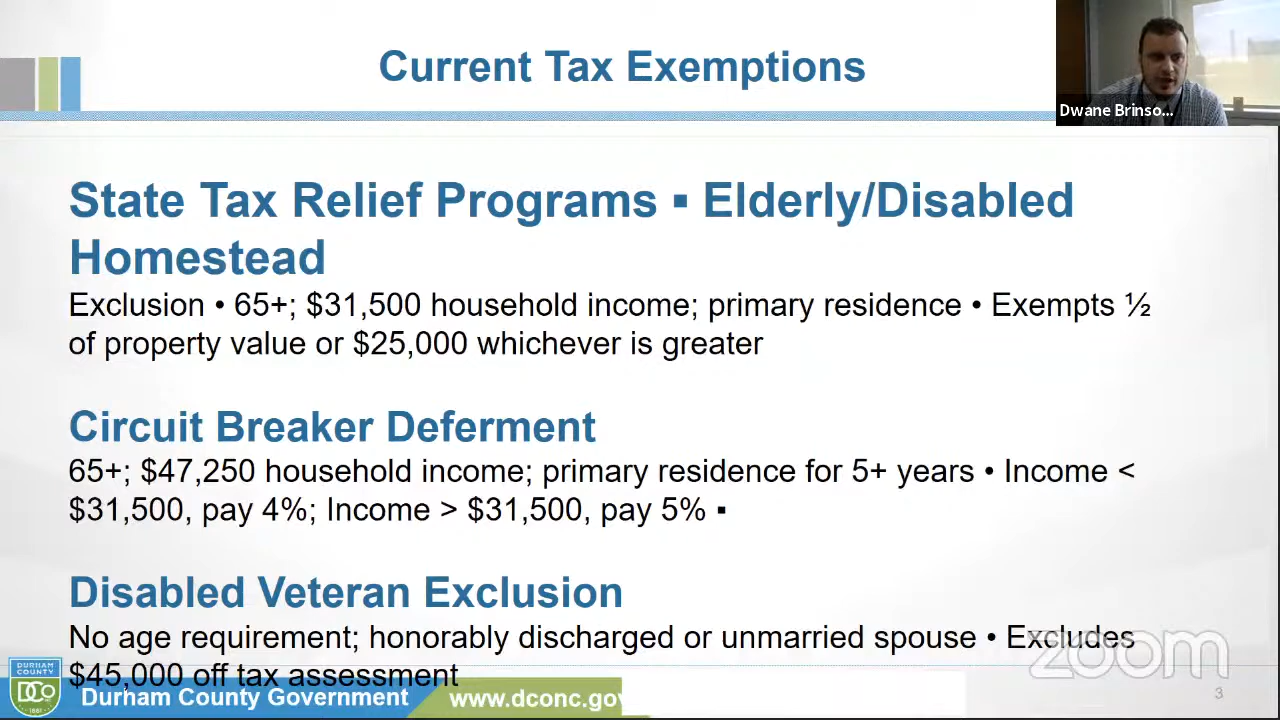 Current Tax Exemptions
Dwane Brinso...
State Tax Relief Programs ▪ Elderly/Disabled
Homestead
Exclusion • 65+; $31,500 household income; primary residence • Exempts ½
of property value or $25,000 whichever is greater
Circuit Breaker Deferment
65+; $47,250 household income; primary residence for 5+ years • Income <
$31,500, pay 4%; Income > $31,500, pay 5% ▪
Disabled Veteran Exclusion
No age requirement; honorably discharged or unmarried spouse • Excludes
$45,000 off tax assessment
zoom
DURHAM
COUNTY
DCo
1881
Durham County Government
www.dconc.gov
3